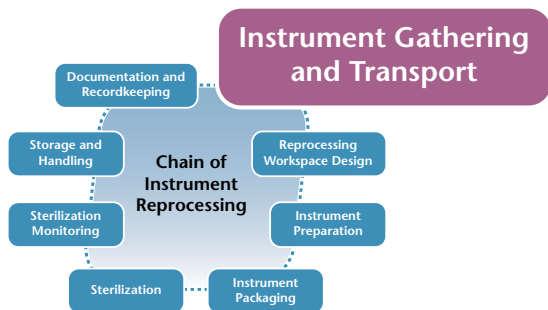 Instrument Gathering
and Transport
Documentation and
Recordkeeping
Storage and
Handling
Chain of
Instrument
Reprocessing
Reprocessing
Workspace Design
Sterilization
Monitoring
Instrument
Preparation
Sterilization
Instrument
Packaging